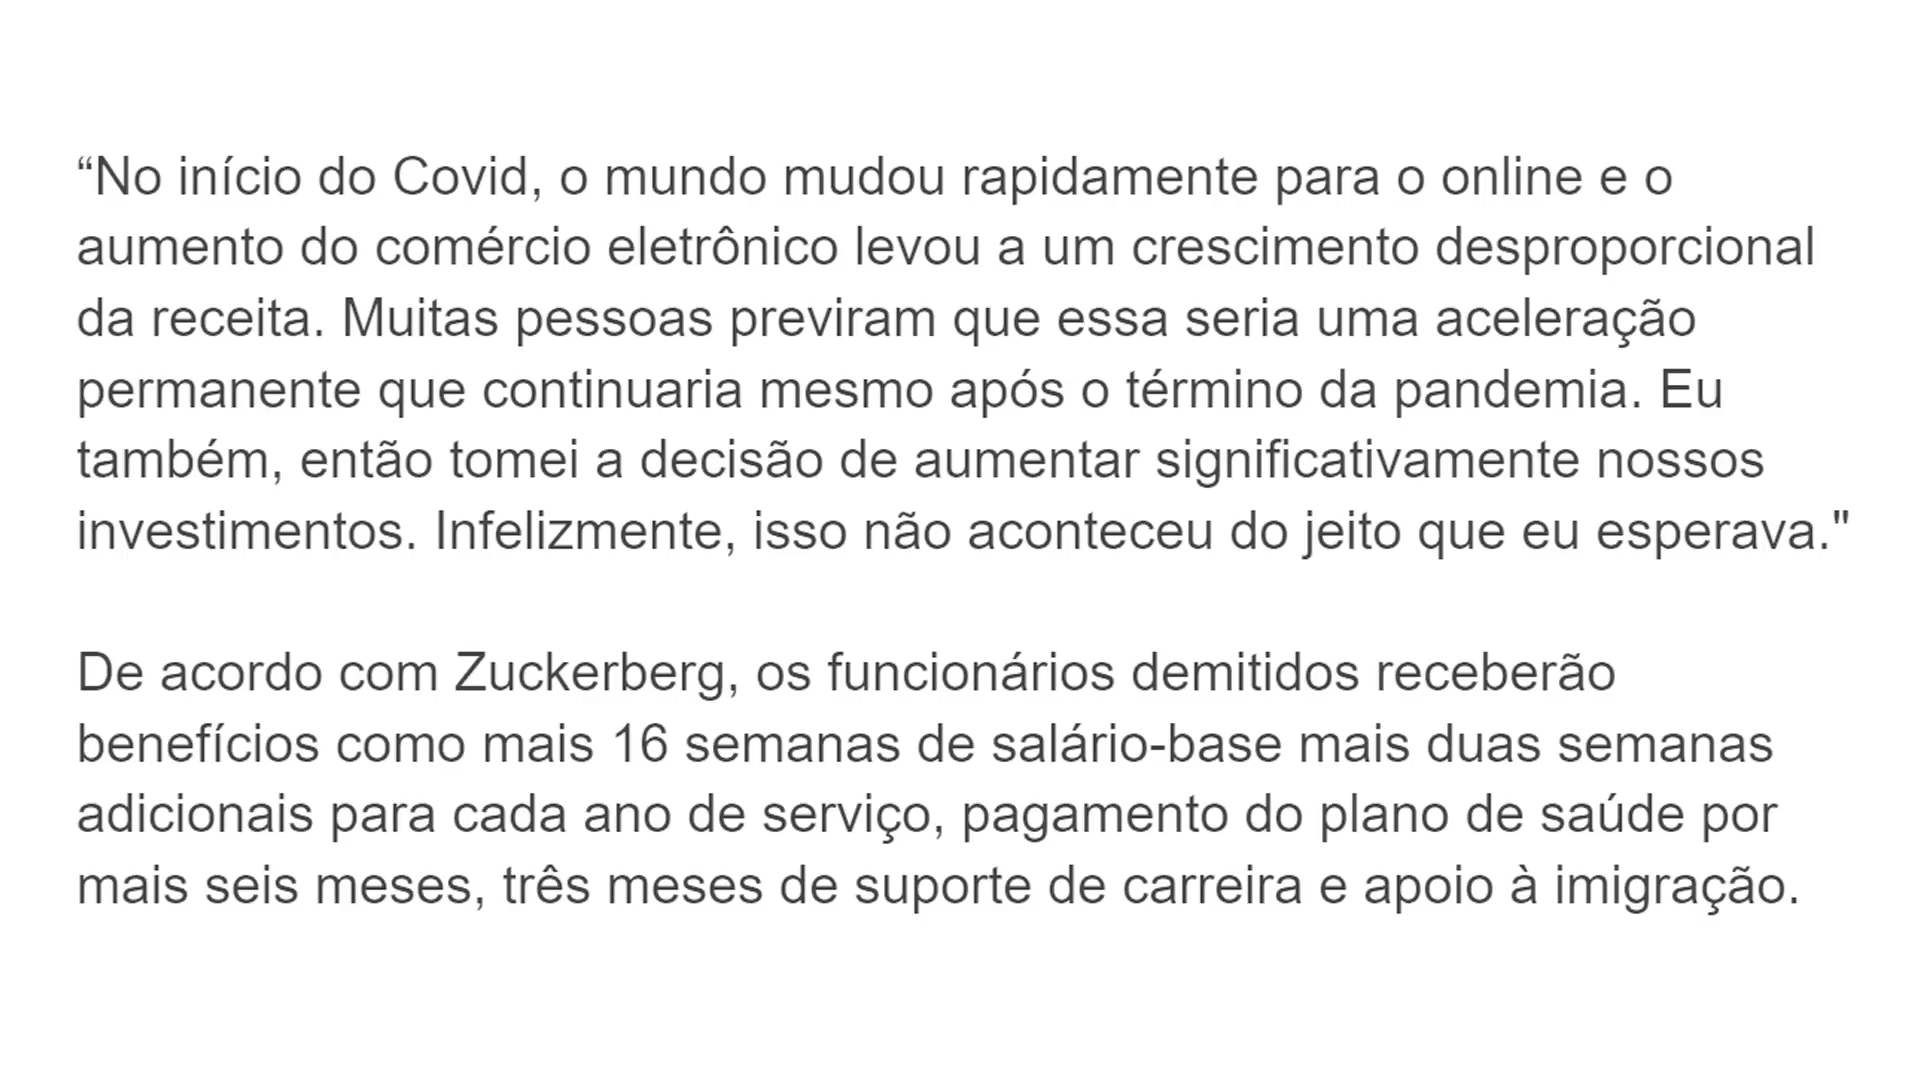 “No início do Covid, o mundo mudou rapidamente para o online e o
aumento do comércio eletrônico levou a um crescimento desproporcional
da receita. Muitas pessoas previram que essa seria uma aceleração
permanente que continuaria mesmo após o término da pandemia. Eu
também, então tomei a decisão de aumentar significativamente nossos
investimentos. Infelizmente, isso não aconteceu do jeito que eu esperava."
De acordo com Zuckerberg, os funcionários demitidos receberão
benefícios como mais 16 semanas de salário-base mais duas semanas
adicionais para cada ano de serviço, pagamento do plano de saúde por
mais seis meses, três meses de suporte de carreira e apoio à imigração.